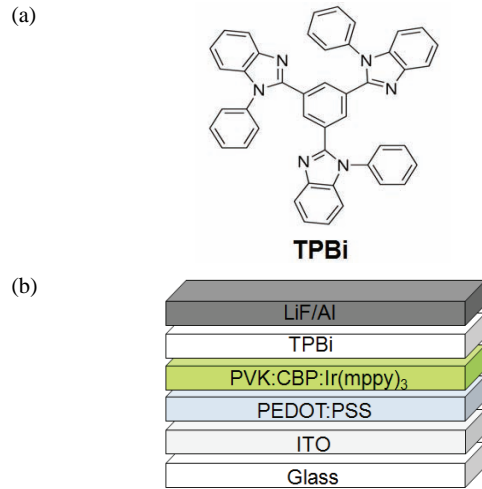 (a)
N
N
N
N
N
N
TPBi
(b)
LiF/Al
TPBi
PVK:CBP:Ir(mppy)₃
PEDOT:PSS
ITO
Glass